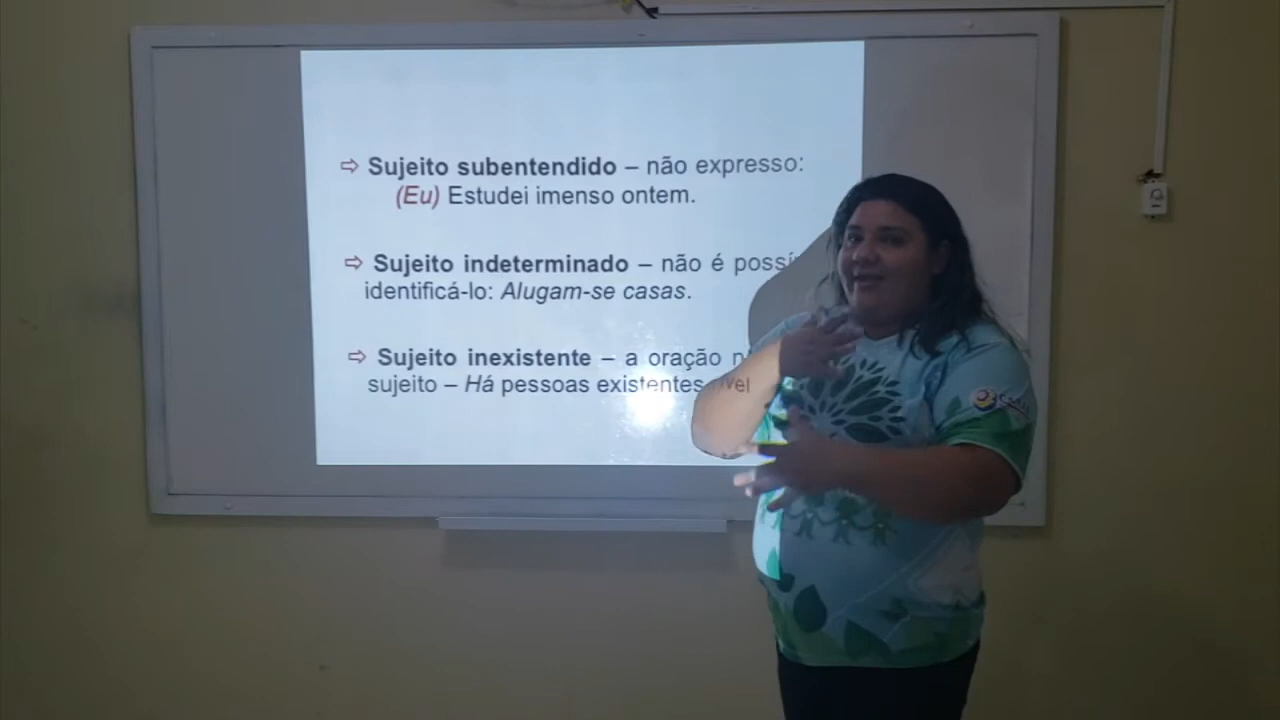 ⇨ Sujeito subentendido – não expresso:
(Eu) Estudei imenso ontem.
⇨ Sujeito indeterminado – não é
identificá-lo: Alugam-se casas.
⇨ Sujeito inexistente – a oração
sujeito – Há pessoas existentes